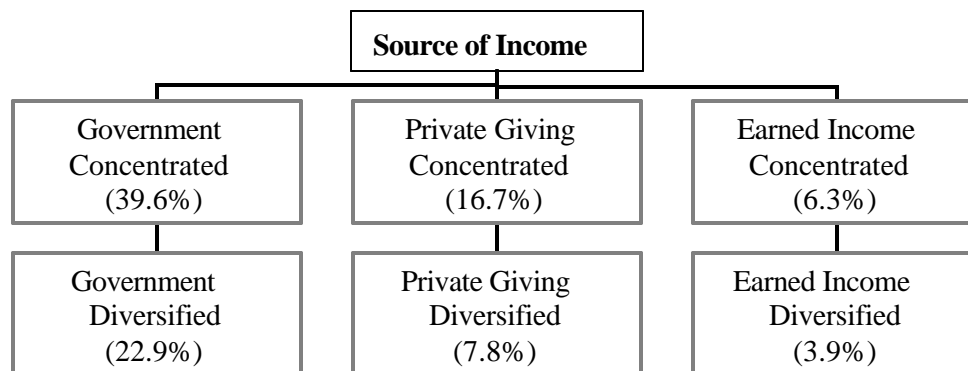 Source of Income
Government
Concentrated
(39.6%)
Private Giving
Concentrated
(16.7%)
Earned Income
Concentrated
(6.3%)
Government
Diversified
(22.9%)
Private Giving
Diversified
(7.8%)
Earned Income
Diversified
(3.9%)